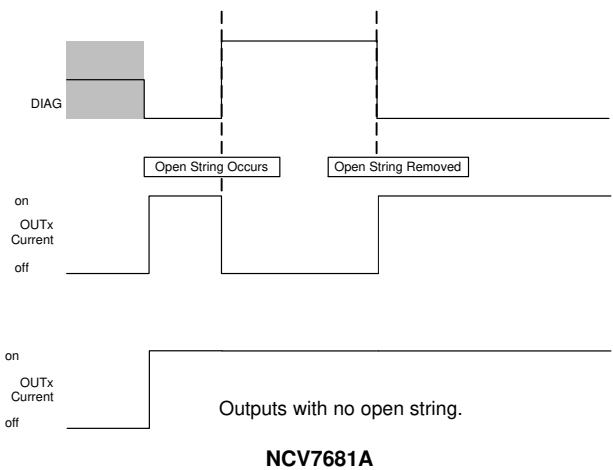 DIAG
Open String Occurs
Open String Removed
on
OUTx
Current
off
on
OUTx
Current
off
Outputs with no open string.
NCV7681A